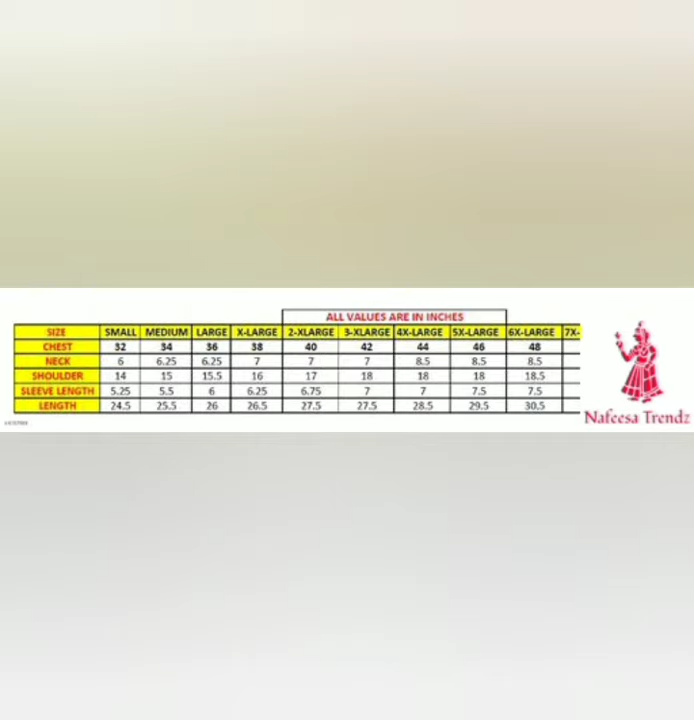 ALL VALUES ARE IN INCHES
SIZE SMALL MEDIUM LARGE X-LARGE 2-XLARGE 3-XLARGE 4X-LARGE 5X-LARGE 6X-LARGE 7X-
CHEST 32 34 36 38 40 42 44 46 48
NECK 6 6.25 6.25 7 7 7 8.5 8.5 8.5
SHOULDER 14 15 15.5 16 17 18 18 18 18.5
SLEEVE LENGTH 5.25 5.5 6 6.25 6.75 7 7 7.5 7.5
LENGTH 24.5 25.5 26 26.5 27.5 27.5 28.5 29.5 30.5
Nafeesa Trendz